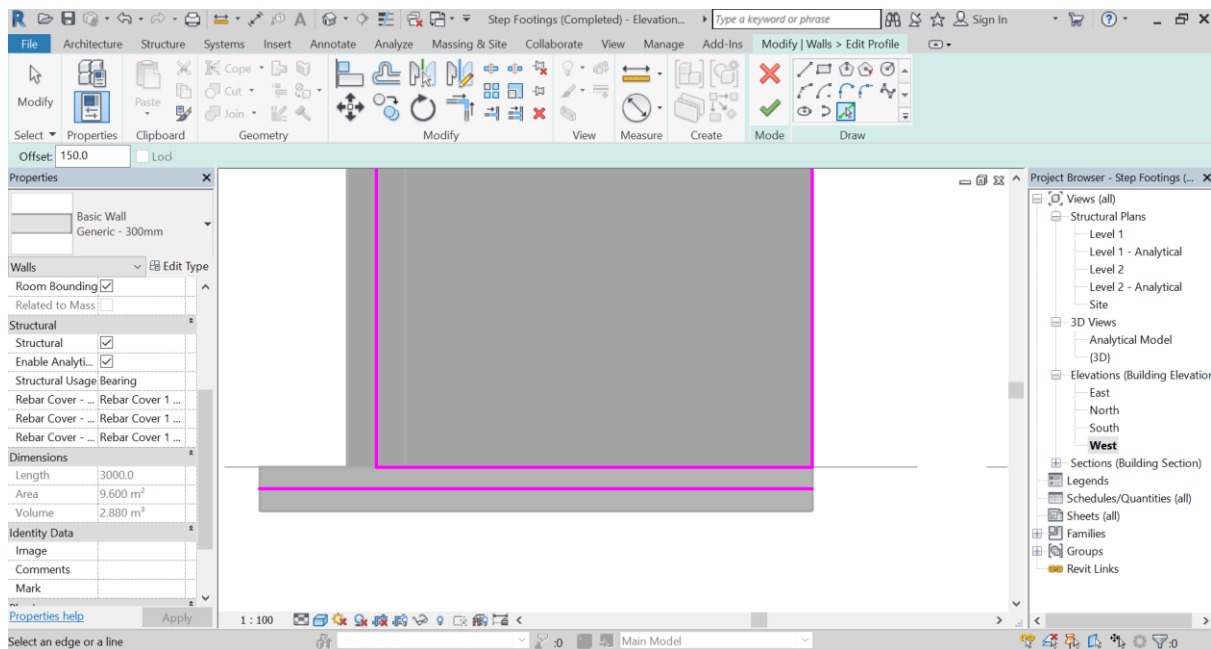 Step Footings (Completed) - Elevation... Type a keyword or phrase Sign In
File Architecture Structure Systems Insert Annotate Analyze Massing & Site Collaborate View Manage Add-Ins Modify | Walls > Edit Profile
Modify Paste Cope Cut Join
Select Properties Clipboard Geometry Modify View Measure Create Mode Draw
Offset: 150.0 Locl
Properties
Basic Wall
Generic - 300mm
Walls Edit Type
Room Bounding
Related to Mass
Structural
Structural
Enable Analyti...
Structural Usage Bearing
Rebar Cover - ... Rebar Cover 1 ...
Rebar Cover - ... Rebar Cover 1 ...
Rebar Cover - ... Rebar Cover 1 ...
Dimensions
Length 3000.0
Area 9.600 m²
Volume 2.880 m³
Identity Data
Image
Comments
Mark
Properties help Apply
1 : 100
Project Browser - Step Footings (...
Views (all)
Structural Plans
Level 1
Level 1 - Analytical
Level 2
Level 2 - Analytical
Site
3D Views
Analytical Model
{3D}
Elevations (Building Elevation
East
North
South
West
Sections (Building Section)
Legends
Schedules/Quantities (all)
Sheets (all)
Families
Groups
Revit Links
Select an edge or a line :0 Main Model :0